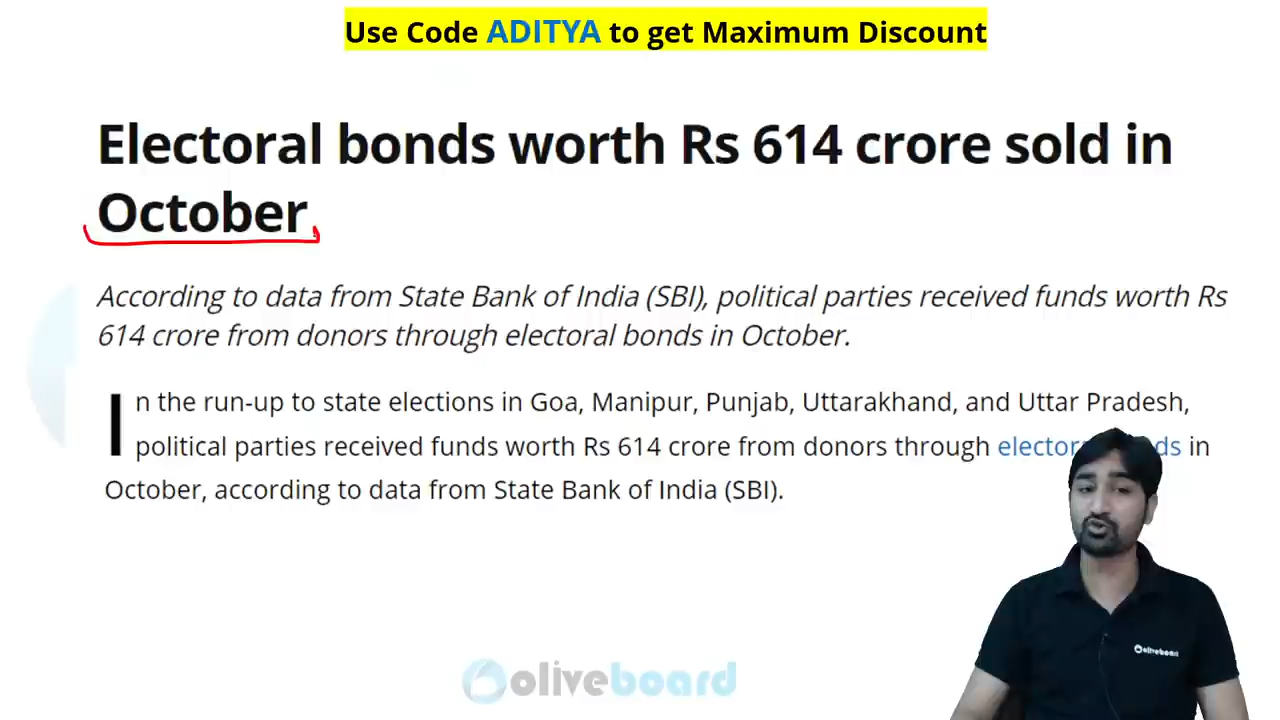 Use Code ADITYA to get Maximum Discount
Electoral bonds worth Rs 614 crore sold in
October
According to data from State Bank of India (SBI), political parties received funds worth Rs
614 crore from donors through electoral bonds in October.
In the run-up to state elections in Goa, Manipur, Punjab, Uttarakhand, and Uttar Pradesh,
political parties received funds worth Rs 614 crore from donors through in
October, according to data from State Bank of India (SBI).
oliveboard
oliveboard